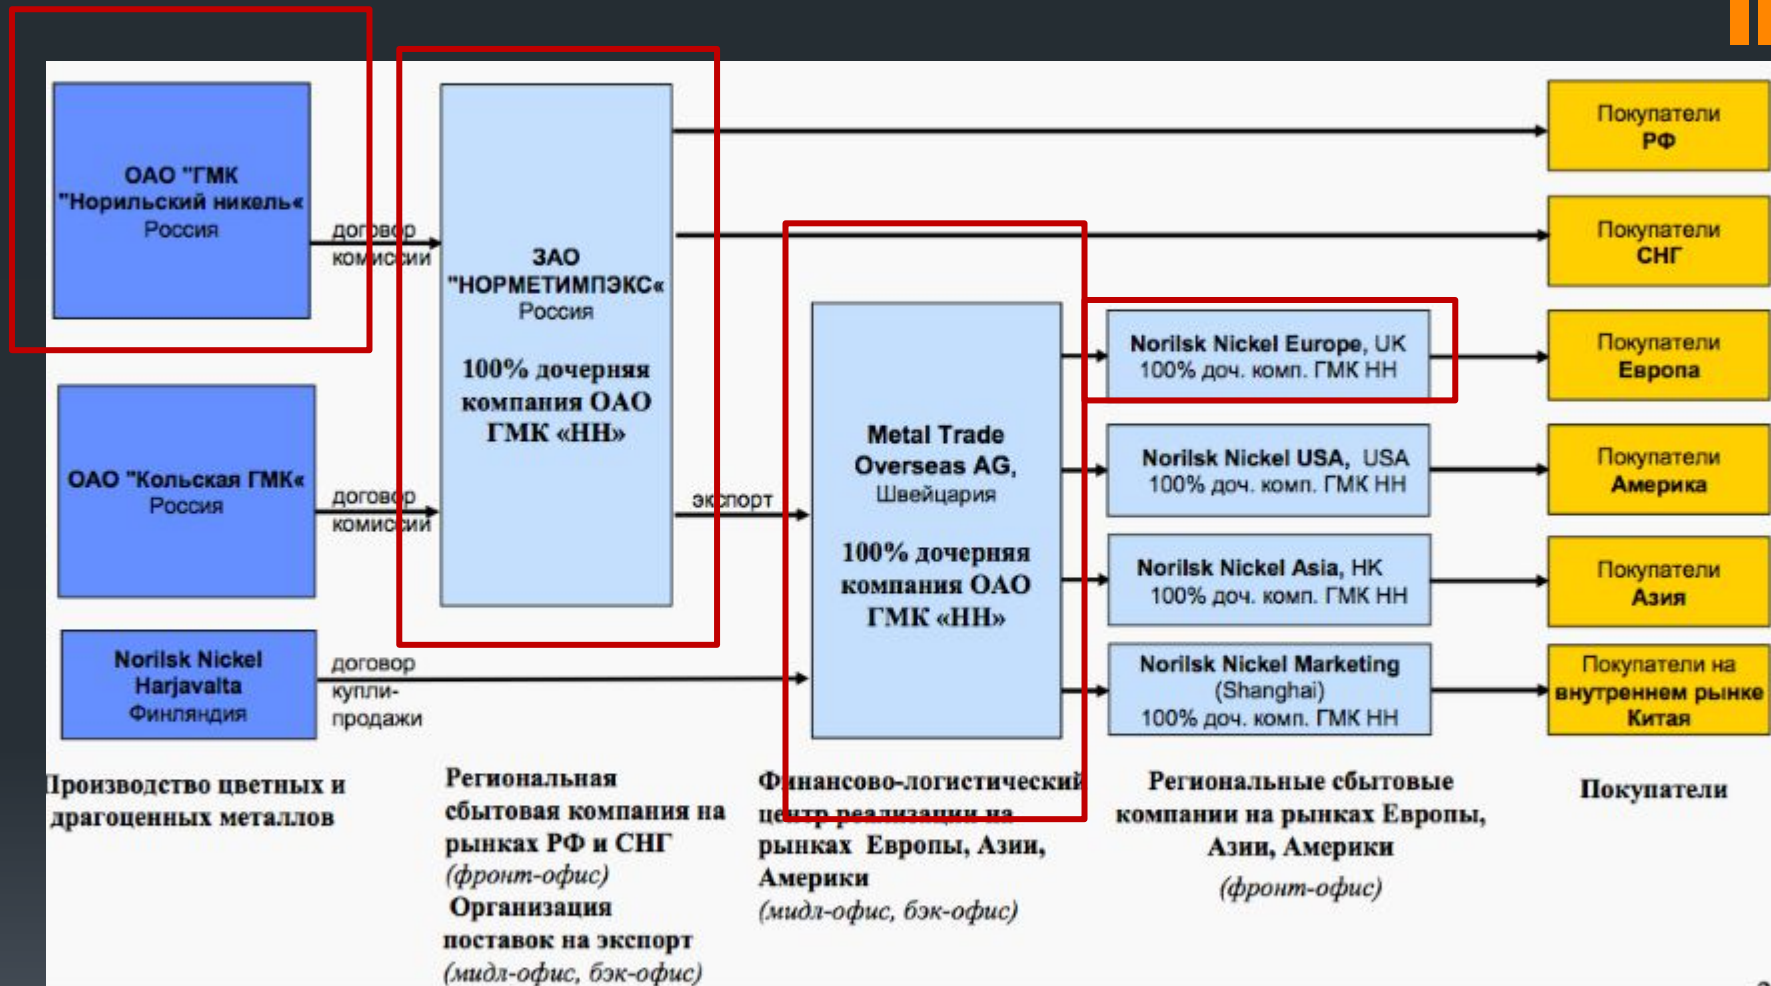 ОАО "ГМК
"Норильский никель«
Россия
договор
комиссии
ОАО "Кольская ГМК«
Россия
договор
комиссии
Norilsk Nickel
Harjavalta
Финляндия
договор
купли-
продажи
ЗАО
"НОРМЕТИМПЭКС«
Россия
100% дочерняя
компания ОАО
ГМК «НН»
экспорт
Metal Trade
Overseas AG,
Швейцария
100% дочерняя
компания ОАО
ГМК «НН»
Norilsk Nickel Europe, UK
100% доч. комп. ГМК НН
Norilsk Nickel USA, USA
100% доч. комп. ГМК НН
Norilsk Nickel Asia, HK
100% доч. комп. ГМК НН
Norilsk Nickel Marketing
(Shanghai)
100% доч. комп. ГМК НН
Покупатели
РФ
Покупатели
СНГ
Покупатели
Европа
Покупатели
Америка
Покупатели
Азия
Покупатели на
внутреннем рынке
Китая
Производство цветных и
драгоценных металлов
Региональная
сбытовая компания на
рынках РФ и СНГ
(фронт-офис)
Организация
поставок на экспорт
(мидл-офис, бэк-офис)
Финансово-логистический
центр реализации на
рынках Европы, Азии,
Америки
(мидл-офис, бэк-офис)
Региональные сбытовые
компании на рынках Европы,
Азии, Америки
(фронт-офис)
Покупатели